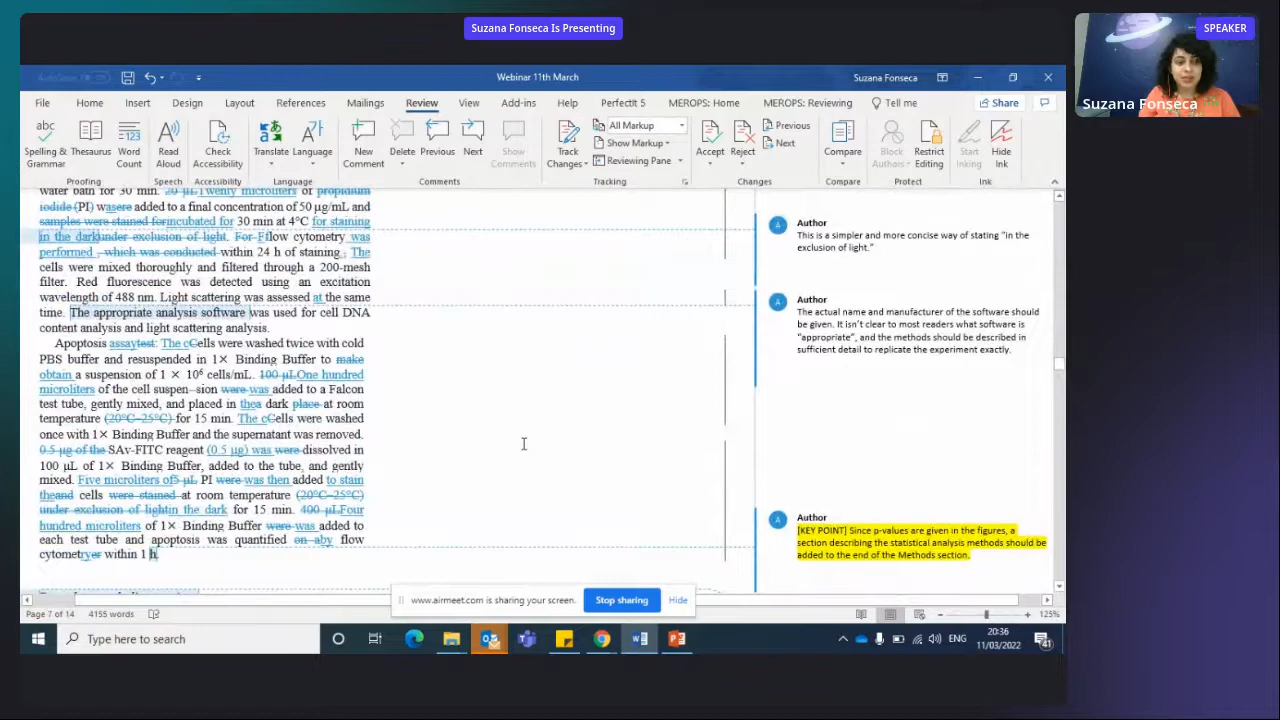 Suzana Fonseca Is Presenting
SPEAKER
Suzana Fonseca
Webinar 11th March
Suzana Fonseca
File Home Insert Design Layout References Mailings Review View Add-ins Help PerfectIt 5 MEROPS: Home MEROPS: Reviewing Tell me Share
abc
123
Spelling & Grammar Thesaurus Word Count Read Aloud Check Accessibility Translate Language New Comment Delete Previous Next Show Comments Track Changes All Markup Show Markup Reviewing Pane Accept Reject Previous Next Compare Block Authors Restrict Editing Start Inking Hide Ink
Proofing Speech Accessibility Language Comments Tracking Changes Compare Protect Ink
water bath for 30 min. 20 µL Twenty microliters of propidium
iodide (PI) wasere added to a final concentration of 50 µg/mL and
samples were stained forincubated for 30 min at 4°C for staining
in the darkunder exclusion of light. For Fflow cytometry was
performed , which was conducted within 24 h of staining. The
cells were mixed thoroughly and filtered through a 200-mesh
filter. Red fluorescence was detected using an excitation
wavelength of 488 nm. Light scattering was assessed at the same
time. The appropriate analysis software was used for cell DNA
content analysis and light scattering analysis.
Apoptosis assaytest: The cCells were washed twice with cold
PBS buffer and resuspended in 1× Binding Buffer to make
obtain a suspension of 1 × 10⁶ cells/mL. 100 µLOne hundred
microliters of the cell suspen–sion were was added to a Falcon
test tube, gently mixed, and placed in thea dark place at room
temperature (20°C–25°C) for 15 min. The cCells were washed
once with 1× Binding Buffer and the supernatant was removed.
0.5 µg of the SAv-FITC reagent (0.5 µg) was were dissolved in
100 µL of 1× Binding Buffer, added to the tube, and gently
mixed. Five microliters of5 µL PI were was then added to stain
theand cells were stained at room temperature (20°C–25°C)
under exclusion of lightin the dark for 15 min. 400 µLFour
hundred microliters of 1× Binding Buffer were was added to
each test tube and apoptosis was quantified on aby flow
cytometryer within 1 h
Author
This is a simpler and more concise way of stating "in the
exclusion of light."
Author
The actual name and manufacturer of the software should
be given. It isn't clear to most readers what software is
"appropriate", and the methods should be described in
sufficient detail to replicate the experiment exactly.
Author
[KEY POINT] Since p-values are given in the figures, a
section describing the statistical analysis methods should be
added to the end of the Methods section.
www.airmeet.com is sharing your screen. Stop sharing Hide
Page 7 of 14 4155 words 125%
Type here to search
ENG
20:36
11/03/2022
41